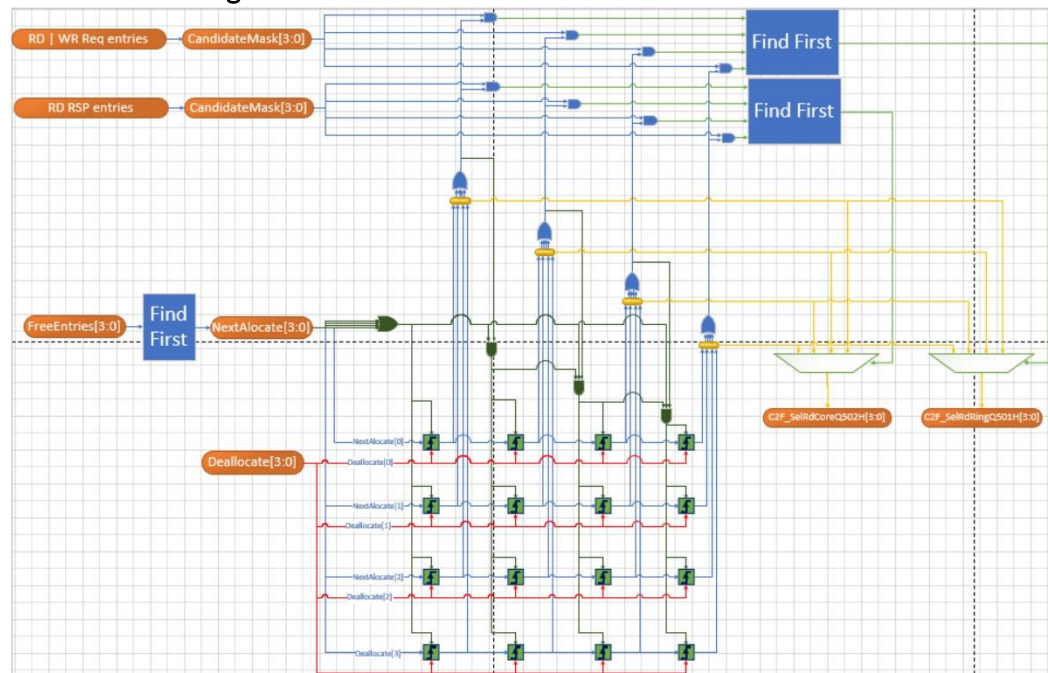 RD | WR Req entries
CandidateMask[3:0]
Find First
RD RSP entries
CandidateMask[3:0]
Find First
FreeEntries[3:0]
Find
First
NextAlocate[3:0]
C2F_SelRdCoreQ502H[3:0]
C2F_SelRdRingQ501H[3:0]
NextAlocate[0]
Deallocate[3:0]
Deallocate[0]
NextAlocate[1]
Deallocate[1]
NextAlocate[2]
Deallocate[2]
Deallocate[3]